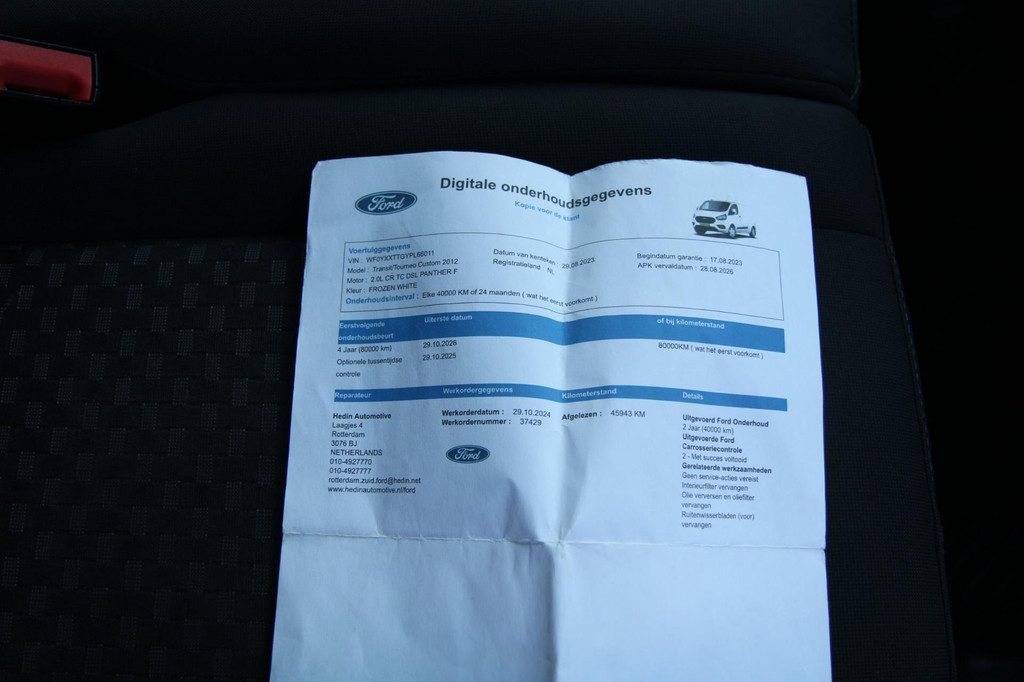 Ford
Digitale onderhoudsgegevens
Kopie voor de klant
Voertuiggegevens
VIN : WF0YXXTTGYPL66011
Model : Transit/Tourneo Custom 2012
Motor : 2.0L CR TC DSL PANTHER F
Kleur : FROZEN WHITE
Datum van kenteken : 29.08.2023
Registratieland : NL
Begindatum garantie : 17.08.2023
APK vervaldatum : 28.08.2026
Onderhoudsinterval : Elke 40000 KM of 24 maanden ( wat het eerst voorkomt )
Eerstvolgende onderhoudsbeurt Uiterste datum of bij kilometerstand
4 Jaar (80000 km) 29.10.2026 80000KM ( wat het eerst voorkomt )
Optionele tussentijdse 29.10.2025
controle
Reparateur Werkordergegevens Kilometerstand Details
Hedin Automotive
Laagjes 4
Rotterdam
3076 BJ
NETHERLANDS
010-4927770
010-4927777
rotterdam.zuid.ford@hedin.net
www.hedinautomotive.nl/ford
Werkorderdatum : 29.10.2024
Werkordernummer : 37429
Ford
Afgelezen : 45943 KM
Uitgevoerd Ford Onderhoud
2 Jaar (40000 km)
Uitgevoerde Ford
Carrosseriecontrole
2 - Met succes voltooid
Gerelateerde werkzaamheden
Geen service-acties vereist
Interieurfilter vervangen
Olie verversen en oliefilter
vervangen
Ruitenwisserbladen (voor)
vervangen